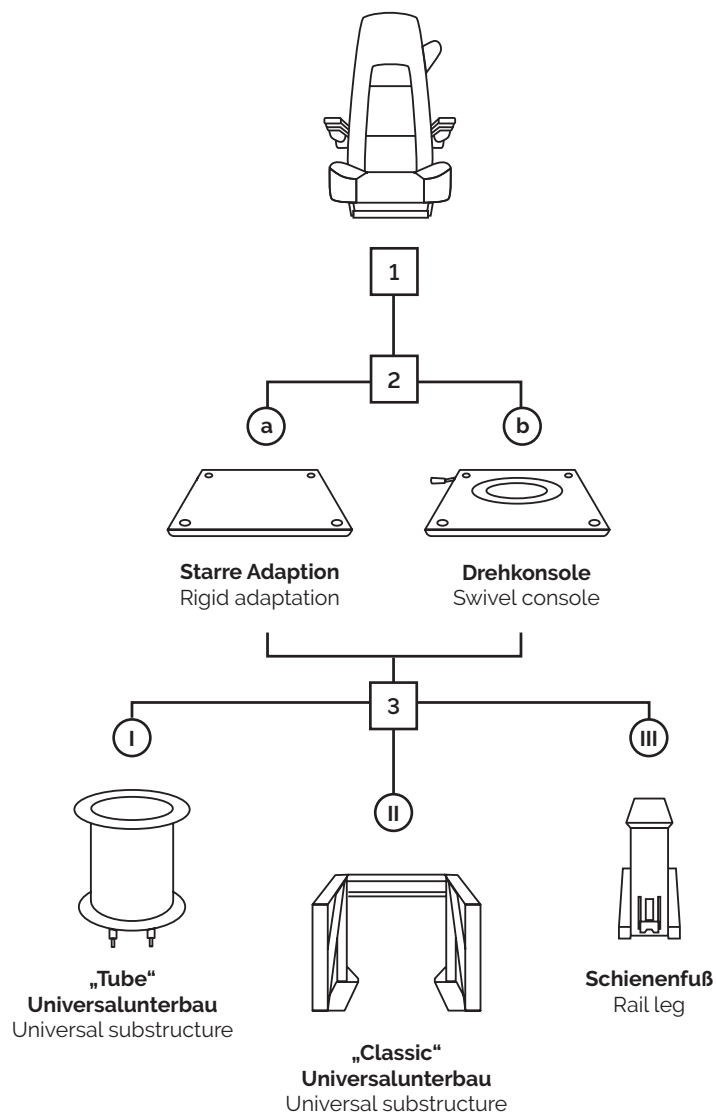 1
2
a
b
Starre Adaption
Rigid adaptation
Drehkonsole
Swivel console
3
I
II
III
„Tube“
Universalunterbau
Universal substructure
„Classic“
Universalunterbau
Universal substructure
Schienenfuß
Rail leg